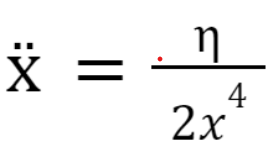 ẍ = η / 2x⁴